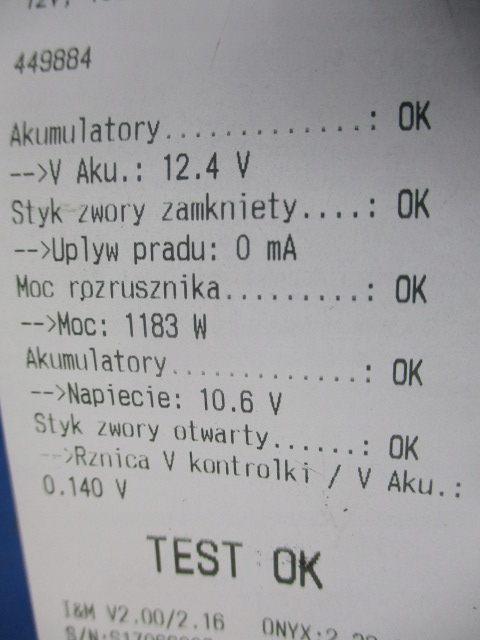 12V,
449884
Akumulatory..............: OK
-->V Aku.: 12.4 V
Styk zwory zamkniety....: OK
-->Uplyw pradu: 0 mA
Moc rozrusznika..........: OK
-->Moc: 1183 W
Akumulatory..............: OK
-->Napiecie: 10.6 V
Styk zwory otwarty......: OK
-->Rznica V kontrolki / V Aku.:
0.140 V
TEST OK
I&M V2.00/2.16 ONYX:2.